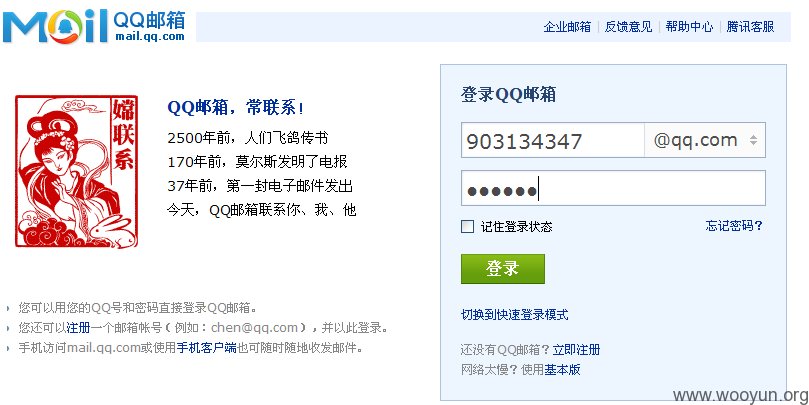 Mail QQ邮箱
mail.qq.com
企业邮箱 | 反馈意见 | 帮助中心 | 腾讯客服
嫦联系
QQ邮箱，常联系!
2500年前，人们飞鸽传书
170年前，莫尔斯发明了电报
37年前，第一封电子邮件发出
今天，QQ邮箱联系你、我、他
登录QQ邮箱
903134347 @qq.com
●●●●●●
记住登录状态 忘记密码？
登录
切换到快速登录模式
还没有QQ邮箱？立即注册
网络太慢？使用基本版
您可以用您的QQ号和密码直接登录QQ邮箱。
您还可以注册一个邮箱帐号（例如：chen@qq.com），并以此登录。
手机访问mail.qq.com或使用手机客户端也可随时随地收发邮件。
www.wooyun.org